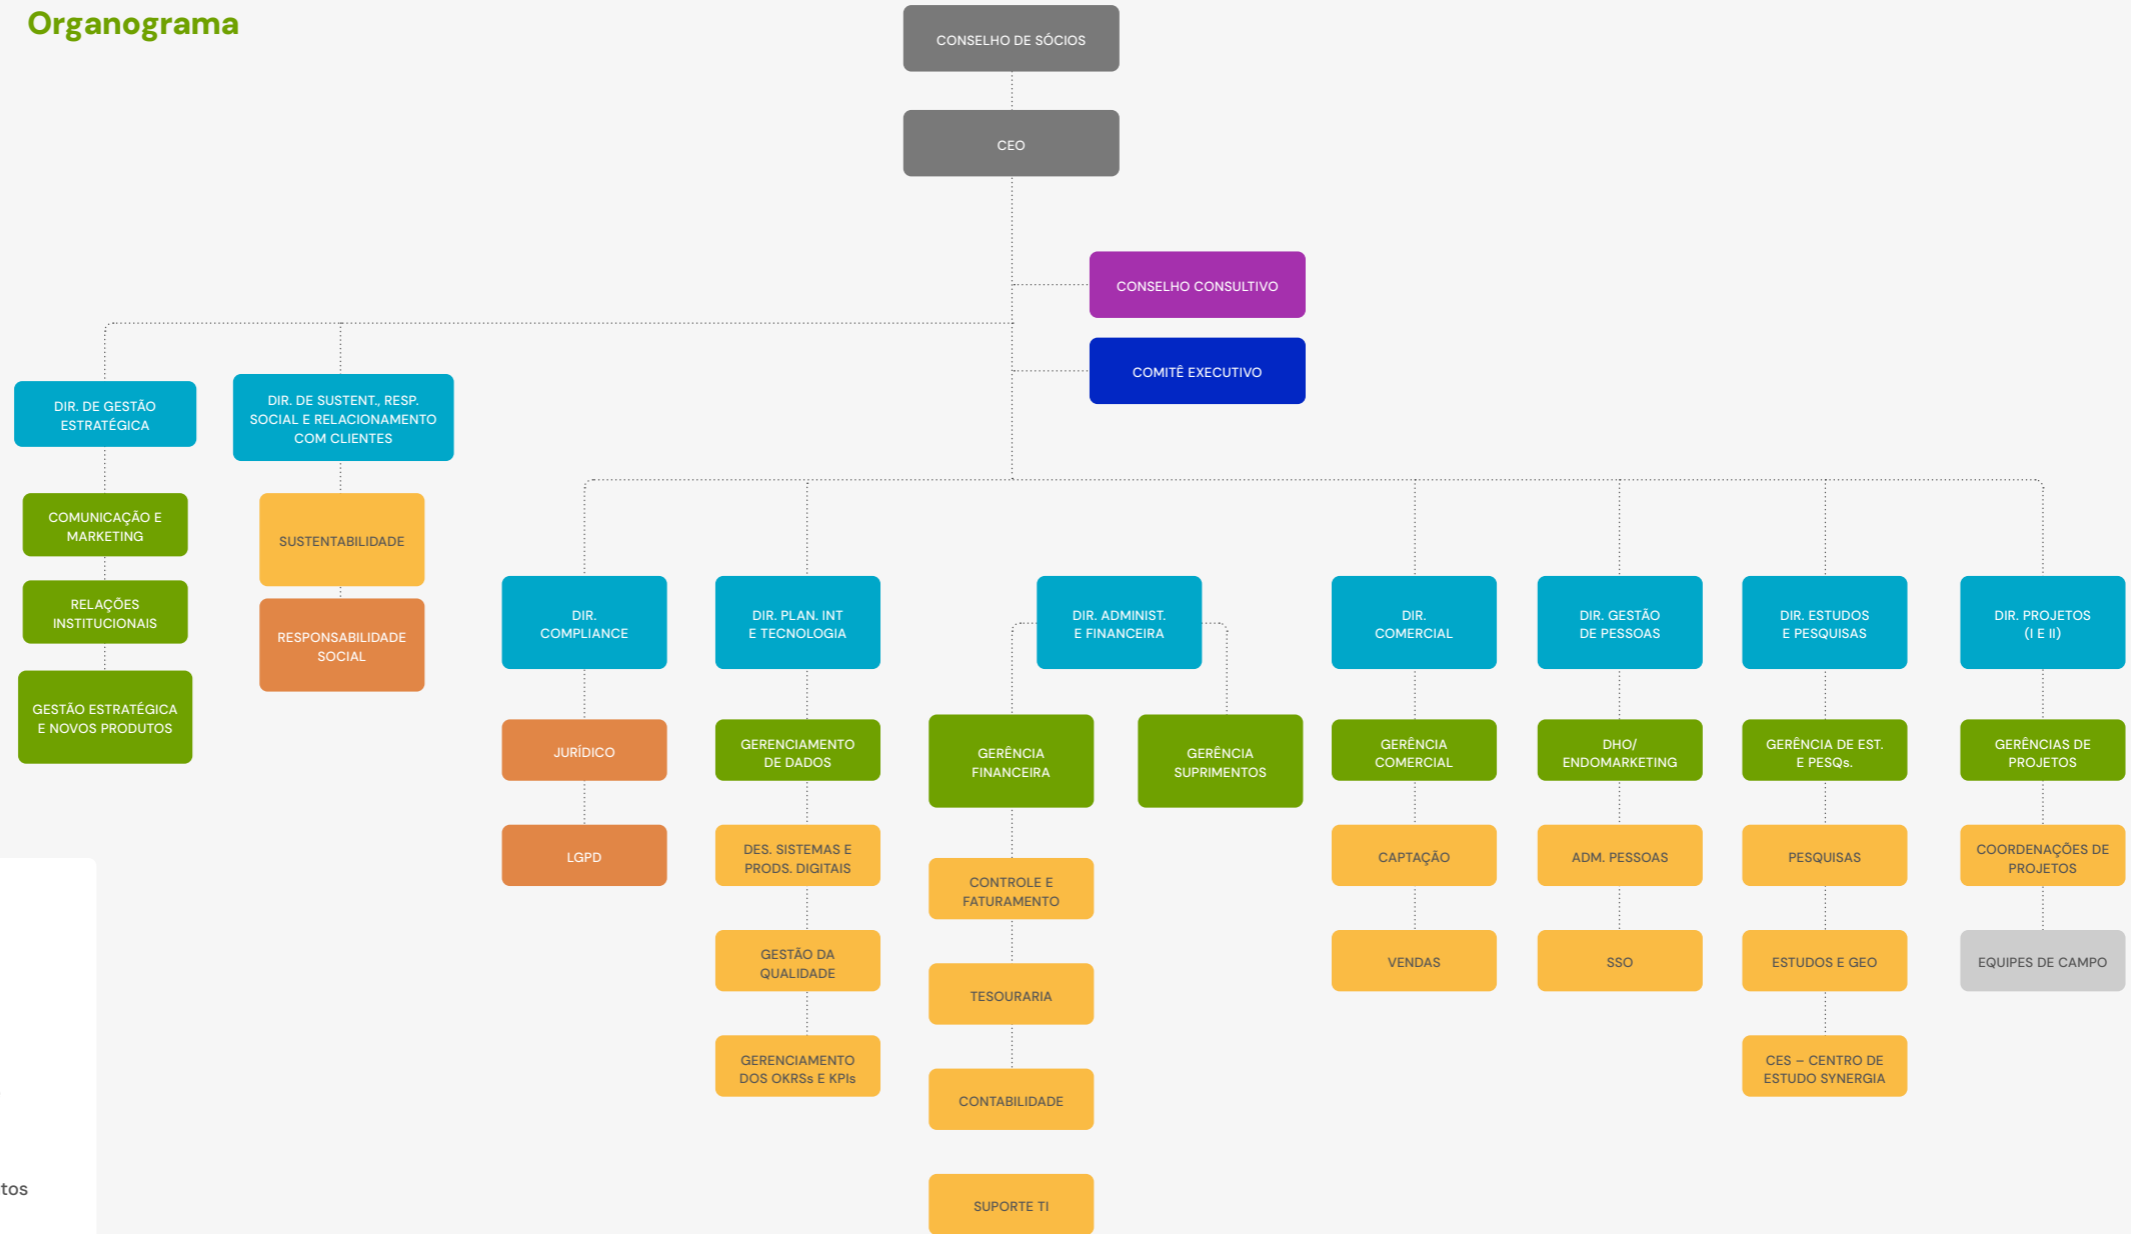 Organograma
CONSELHO DE SÓCIOS
CEO
CONSELHO CONSULTIVO
COMITÊ EXECUTIVO
DIR. DE GESTÃO
ESTRATÉGICA
COMUNICAÇÃO E
MARKETING
RELAÇÕES
INSTITUCIONAIS
GESTÃO ESTRATÉGICA
E NOVOS PRODUTOS
DIR. DE SUSTENT., RESP.
SOCIAL E RELACIONAMENTO
COM CLIENTES
SUSTENTABILIDADE
RESPONSABILIDADE
SOCIAL
DIR.
COMPLIANCE
JURÍDICO
LGPD
DIR. PLAN. INT
E TECNOLOGIA
GERENCIAMENTO
DE DADOS
DES. SISTEMAS E
PRODS. DIGITAIS
GESTÃO DA
QUALIDADE
GERENCIAMENTO
DOS OKRSs E KPIs
DIR. ADMINIST.
E FINANCEIRA
GERÊNCIA
FINANCEIRA
CONTROLE E
FATURAMENTO
TESOURARIA
CONTABILIDADE
SUPORTE TI
GERÊNCIA
SUPRIMENTOS
DIR.
COMERCIAL
GERÊNCIA
COMERCIAL
CAPTAÇÃO
VENDAS
DIR. GESTÃO
DE PESSOAS
DHO/
ENDOMARKETING
ADM. PESSOAS
SSO
DIR. ESTUDOS
E PESQUISAS
GERÊNCIA DE EST.
E PESQs.
PESQUISAS
ESTUDOS E GEO
CES – CENTRO DE
ESTUDO SYNERGIA
DIR. PROJETOS
(I E II)
GERÊNCIAS DE
PROJETOS
COORDENAÇÕES DE
PROJETOS
EQUIPES DE CAMPO
tos